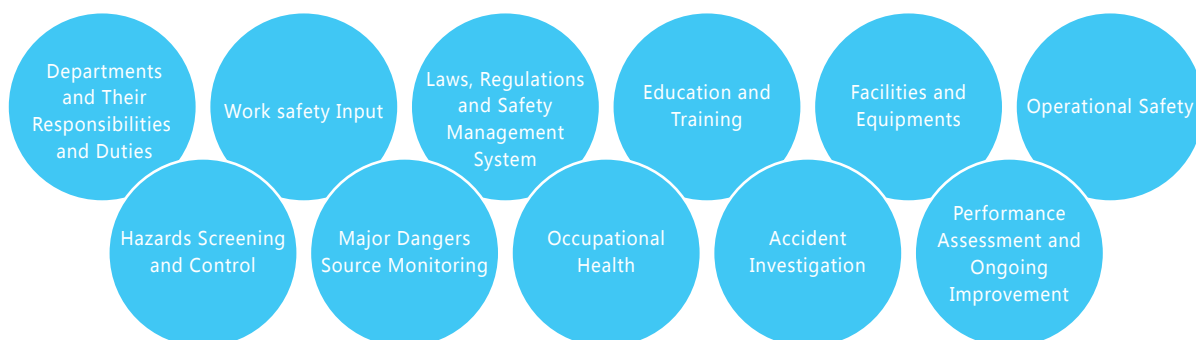 Departments
and Their
Responsibilities
and Duties
Work safety Input
Laws, Regulations
and Safety
Management
System
Education and
Training
Facilities and
Equipments
Operational Safety
Hazards Screening
and Control
Major Dangers
Source Monitoring
Occupational
Health
Accident
Investigation
Performance
Assessment and
Ongoing
Improvement